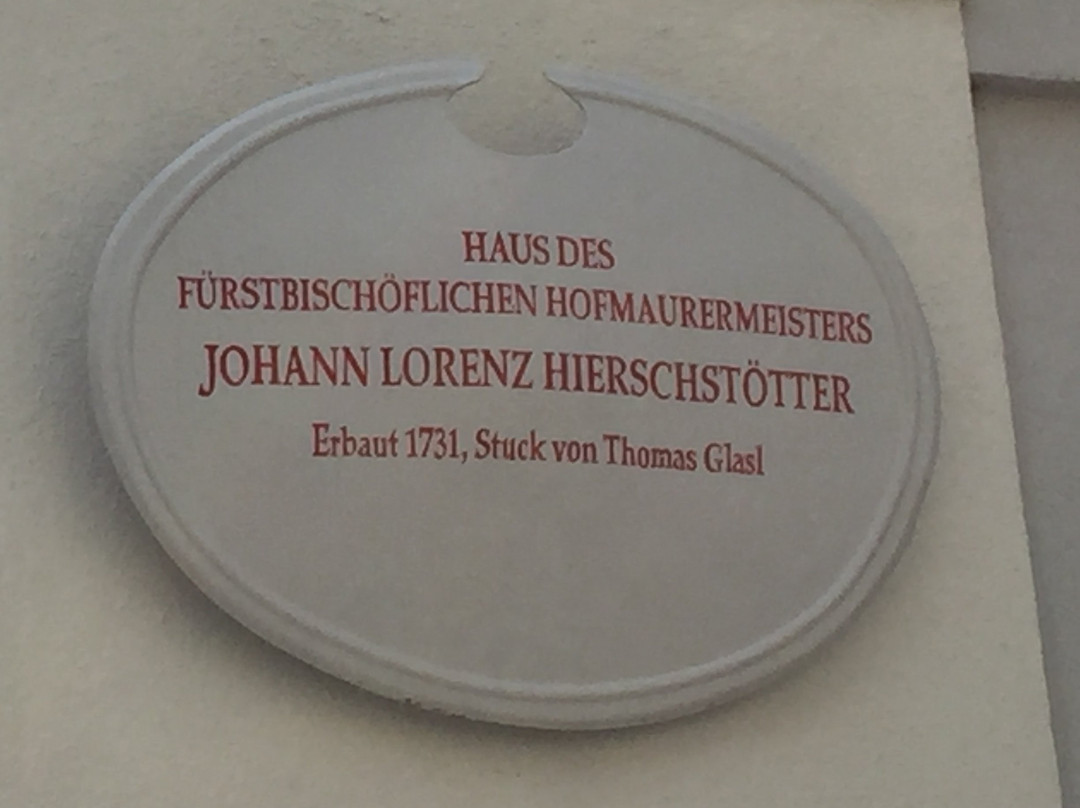 HAUS DES
FÜRSTBISCHÖFLICHEN HOFMAURERMEISTERS
JOHANN LORENZ HIERSCHSTÖTTER
Erbaut 1731, Stuck von Thomas Glasl